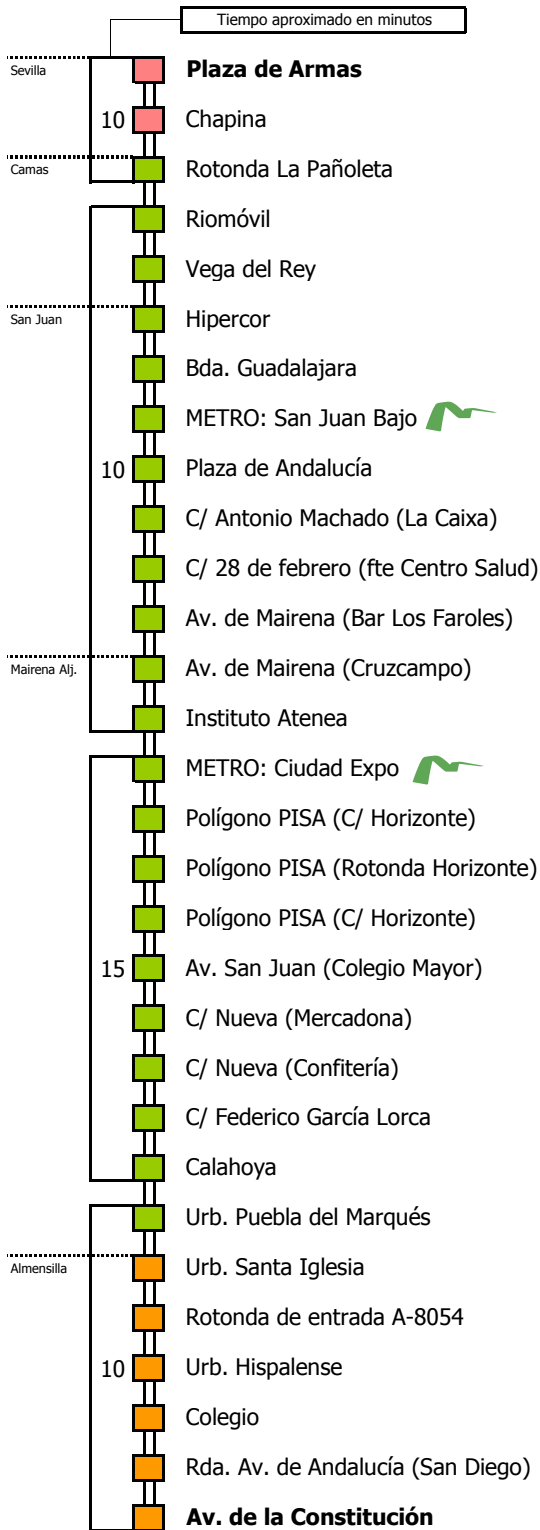 Tiempo aproximado en minutos
Sevilla
Plaza de Armas
10
Chapina
Camas
Rotonda La Pañoleta
Riomóvil
Vega del Rey
San Juan
Hipercor
Bda. Guadalajara
METRO: San Juan Bajo
10
Plaza de Andalucía
C/ Antonio Machado (La Caixa)
C/ 28 de febrero (fte Centro Salud)
Av. de Mairena (Bar Los Faroles)
Mairena Alj.
Av. de Mairena (Cruzcampo)
Instituto Atenea
METRO: Ciudad Expo
Polígono PISA (C/ Horizonte)
Polígono PISA (Rotonda Horizonte)
Polígono PISA (C/ Horizonte)
15
Av. San Juan (Colegio Mayor)
C/ Nueva (Mercadona)
C/ Nueva (Confitería)
C/ Federico García Lorca
Calahoya
Urb. Puebla del Marqués
Almensilla
Urb. Santa Iglesia
Rotonda de entrada A-8054
10
Urb. Hispalense
Colegio
Rda. Av. de Andalucía (San Diego)
Av. de la Constitución